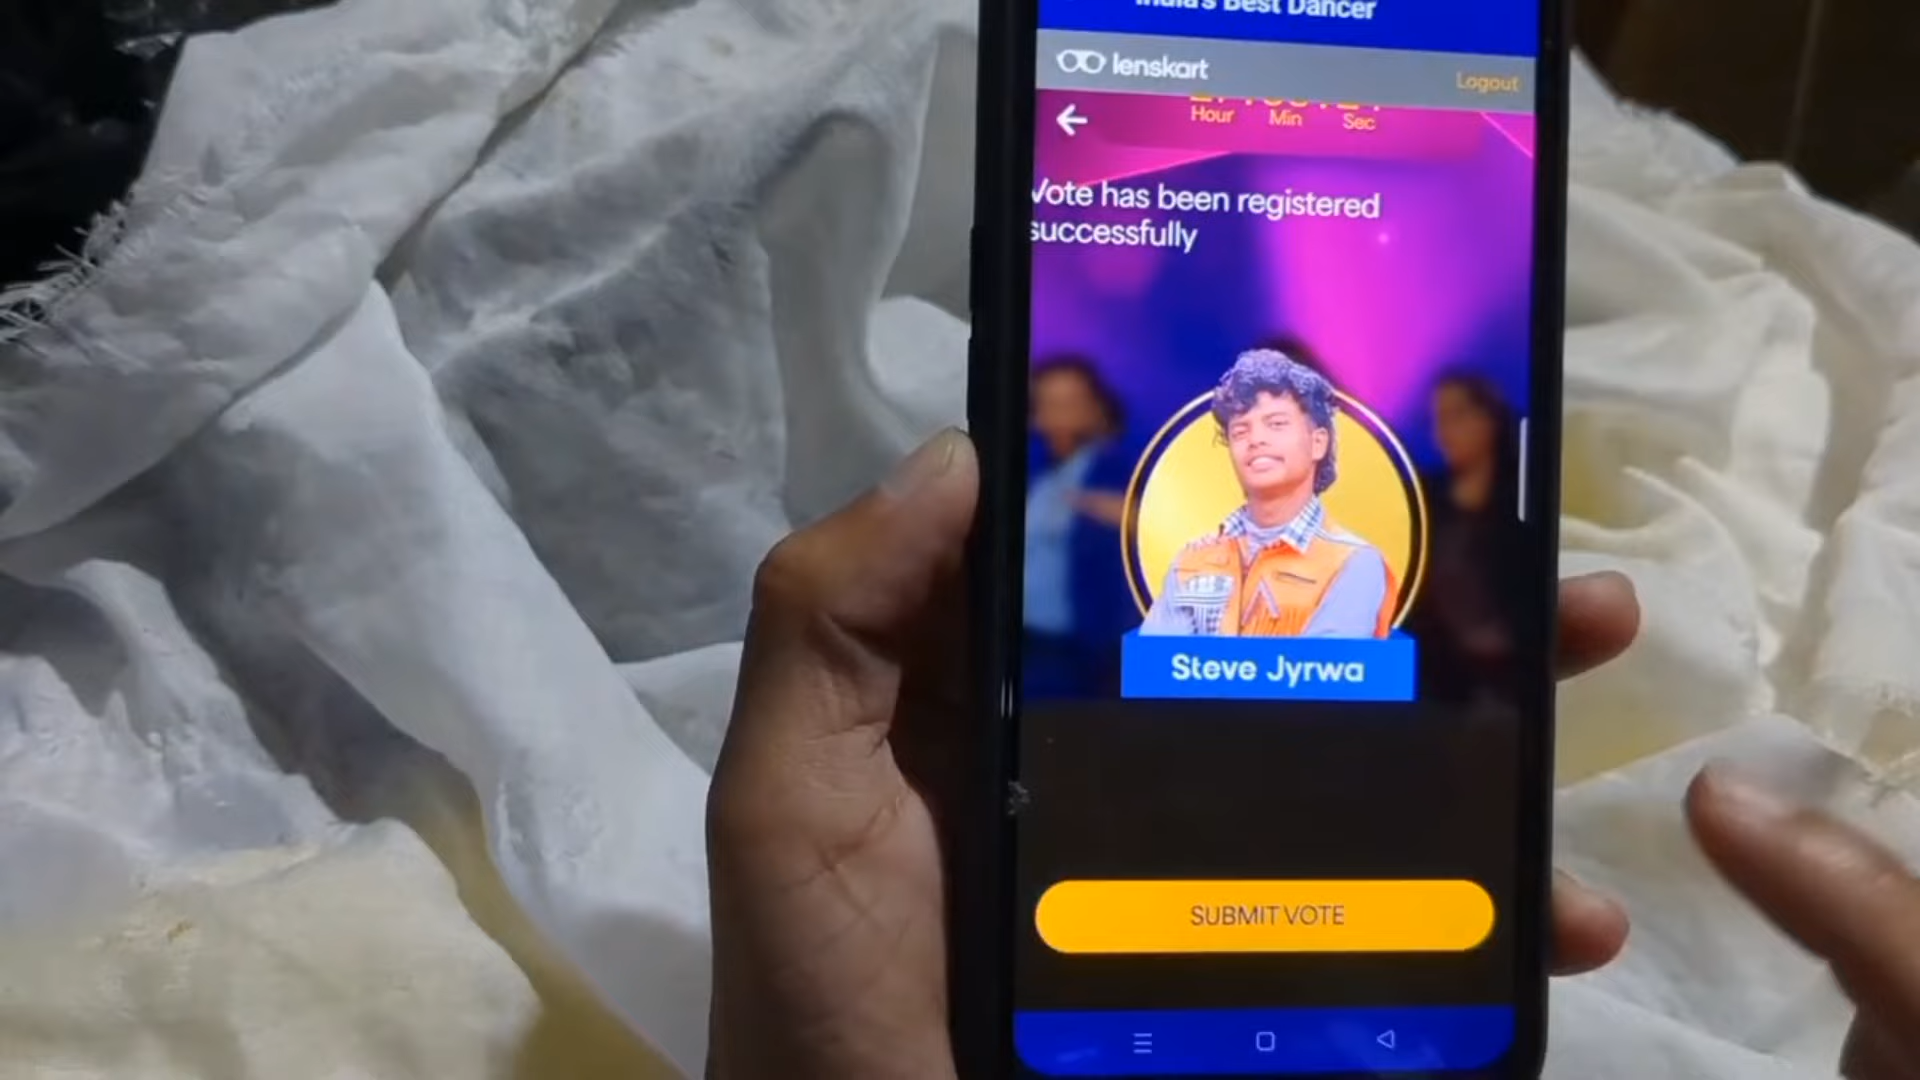 India's Best Dancer
lenskart
Logout
Hour Min Sec
Vote has been registered
successfully
Steve Jyrwa
SUBMIT VOTE